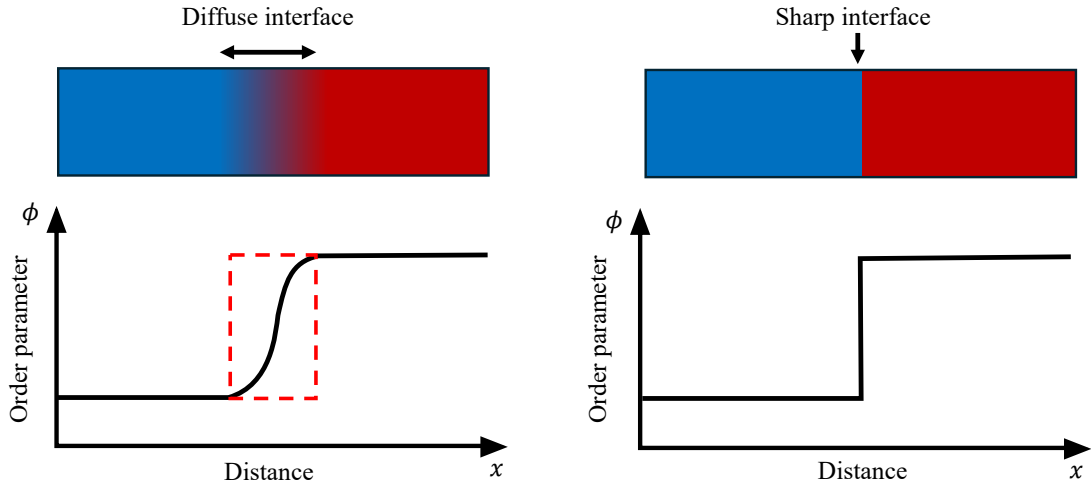 Diffuse interface
Sharp interface
ϕ
Order parameter
Distance
x
ϕ
Order parameter
Distance
x